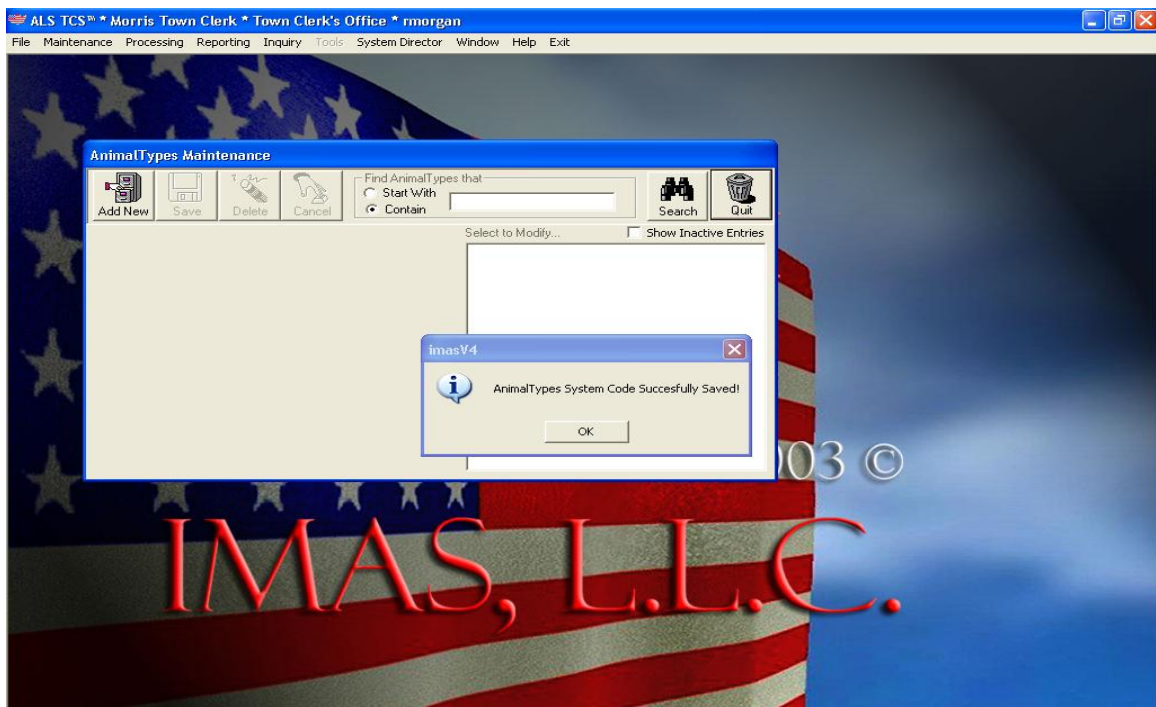 ALS TCS™ * Morris Town Clerk * Town Clerk's Office * rmorgan
File Maintenance Processing Reporting Inquiry Tools System Director Window Help Exit
AnimalTypes Maintenance
Add New Save Delete Cancel
Find AnimalTypes that
Start With
Contain
Search Quit
Select to Modify... Show Inactive Entries
imasV4
AnimalTypes System Code Succesfully Saved!
OK
IMAS, L.L.C.